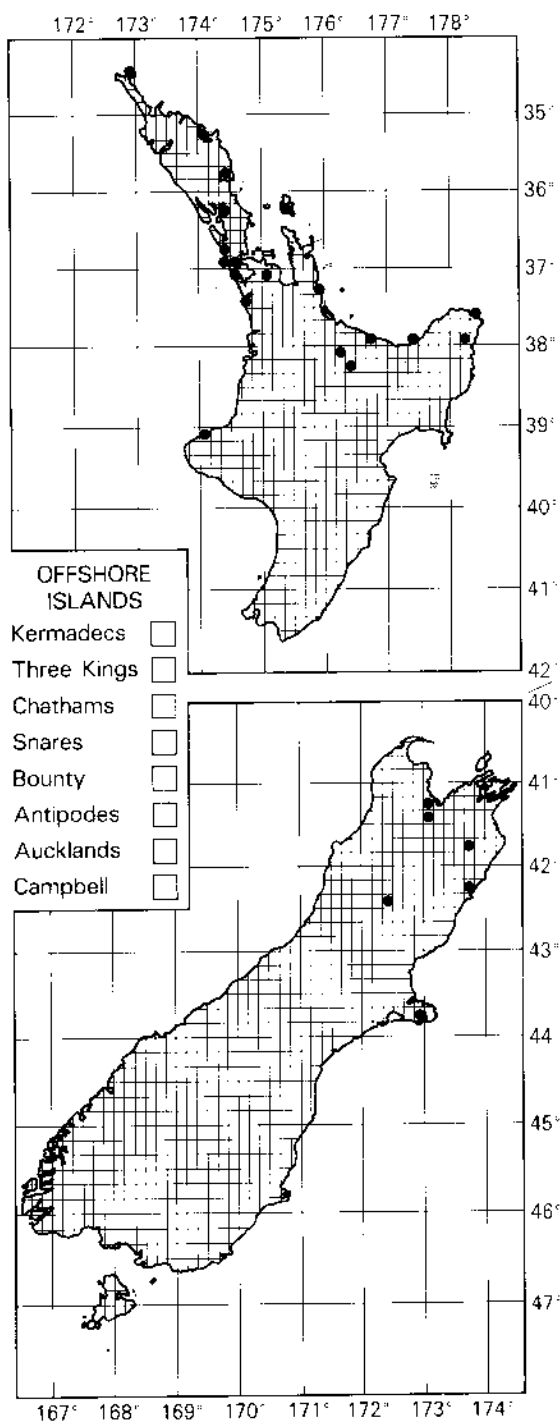 172° 173° 174° 175° 176° 177° 178°
35°
36°
37°
38°
39°
40°
41°
42°
OFFSHORE
ISLANDS
Kermadecs
Three Kings
Chathams
Snares
Bounty
Antipodes
Aucklands
Campbell
40°
41°
42°
43°
44°
45°
46°
47°
167° 168° 169° 170° 171° 172° 173° 174°